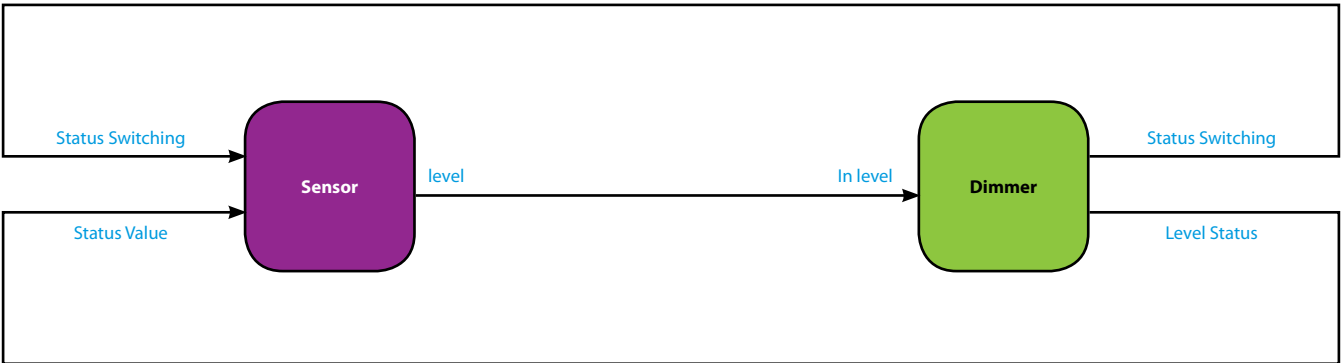 Status Switching
Status Switching
Sensor
level
In level
Dimmer
Status Value
Level Status